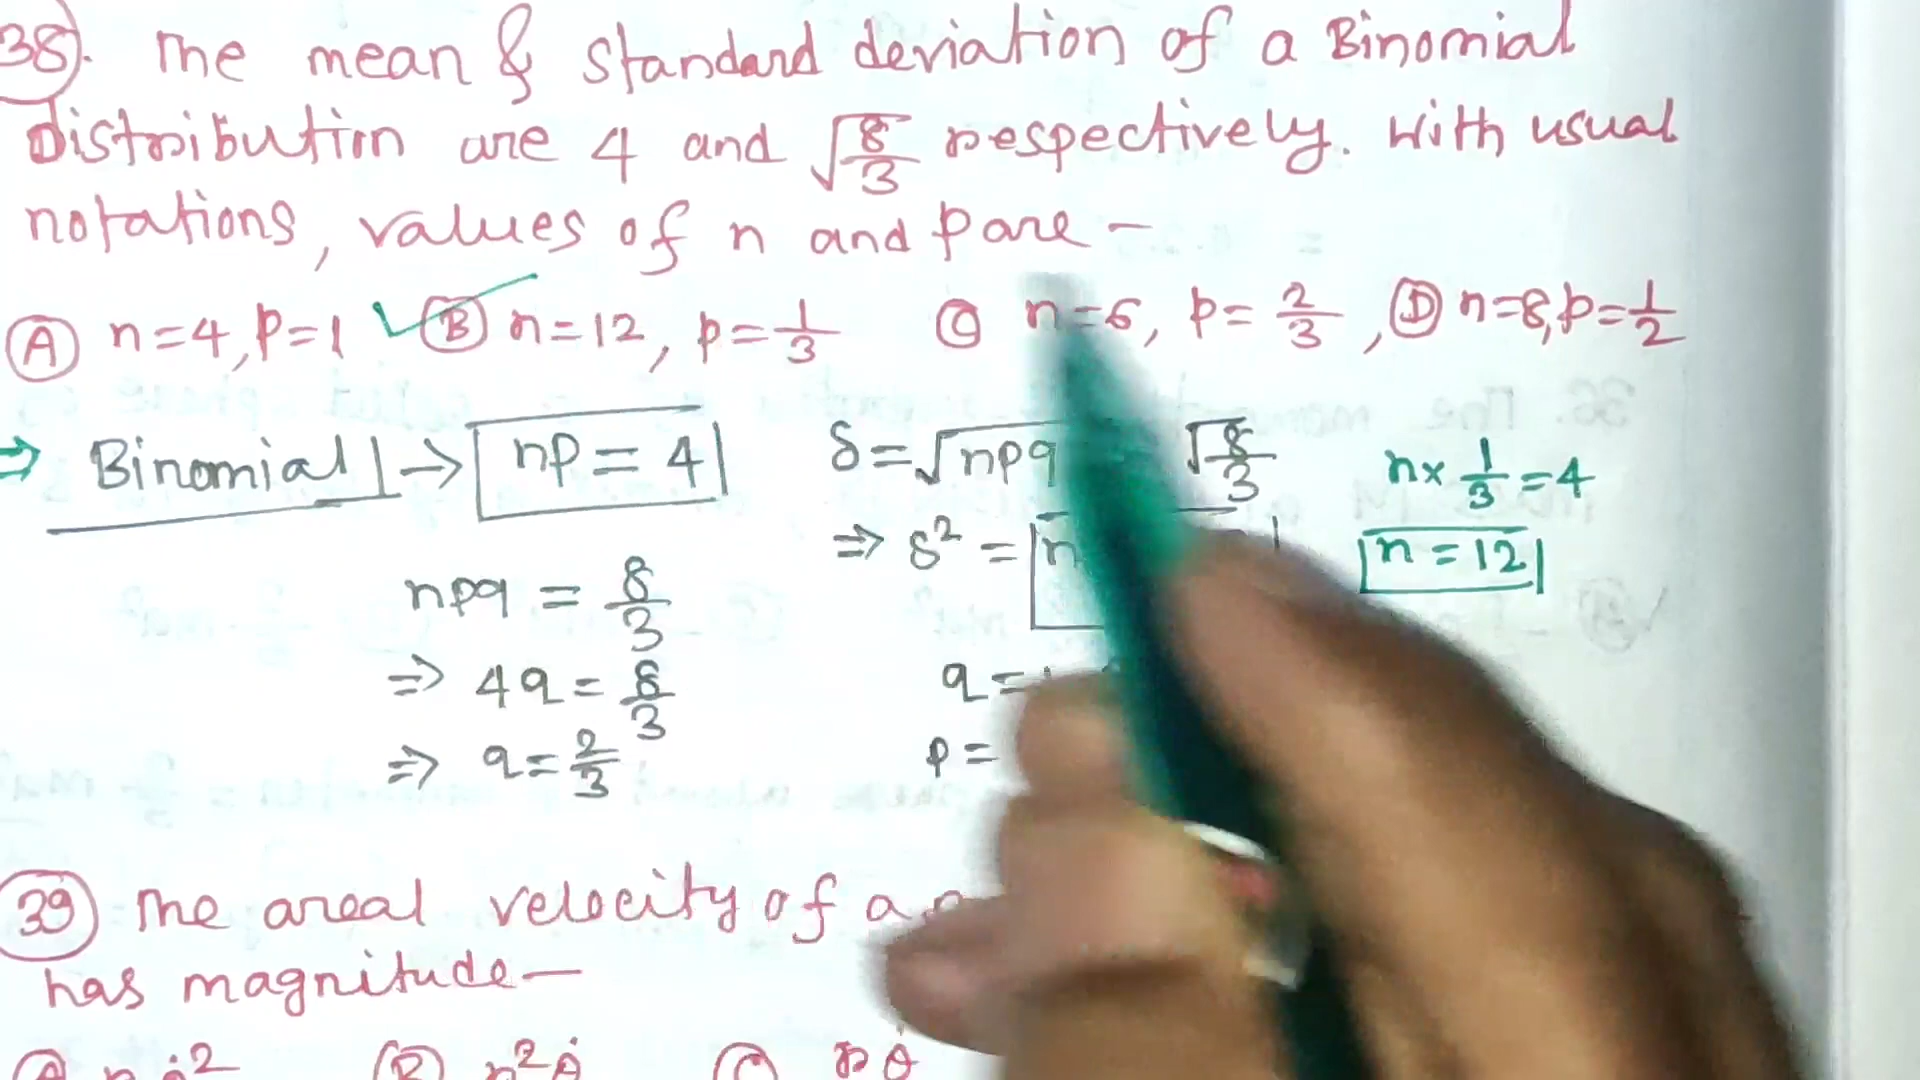 38). The mean & standard deviation of a Binomial
distribution are 4 and √8/3 respectively. With usual
notations, values of n and p are –
Ⓐ n=4, p=1 ✓Ⓑ n=12, p=1/3 Ⓒ n=6, p=2/3, Ⓓ n=8, p=1/2
⇒ Binomial → np = 4
npq = 8/3
⇒ 4q = 8/3
⇒ q = 2/3
δ = √npq √8/3
⇒ δ² = n
q =
p =
n × 1/3 = 4
n = 12
39 The areal velocity of a
has magnitude –